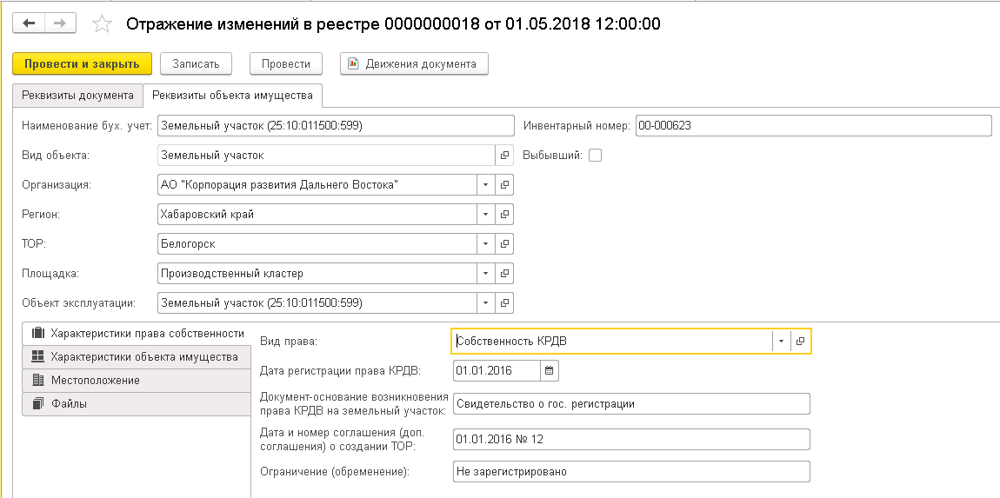 Отражение изменений в реестре 0000000018 от 01.05.2018 12:00:00
Провести и закрыть Записать Провести Движения документа
Реквизиты документа Реквизиты объекта имущества
Наименование бух. учет: Земельный участок (25:10:011500:599) Инвентарный номер: 00-000623
Вид объекта: Земельный участок Выбывший:
Организация: АО "Корпорация развития Дальнего Востока"
Регион: Хабаровский край
ТОР: Белогорск
Площадка: Производственный кластер
Объект эксплуатации: Земельный участок (25:10:011500:599)
Характеристики права собственности
Характеристики объекта имущества
Местоположение
Файлы
Вид права: Собственность КРДВ
Дата регистрации права КРДВ: 01.01.2016
Документ-основание возникновения
права КРДВ на земельный участок: Свидетельство о гос. регистрации
Дата и номер соглашения (доп.
соглашения) о создании ТОР: 01.01.2016 № 12
Ограничение (обременение): Не зарегистрировано